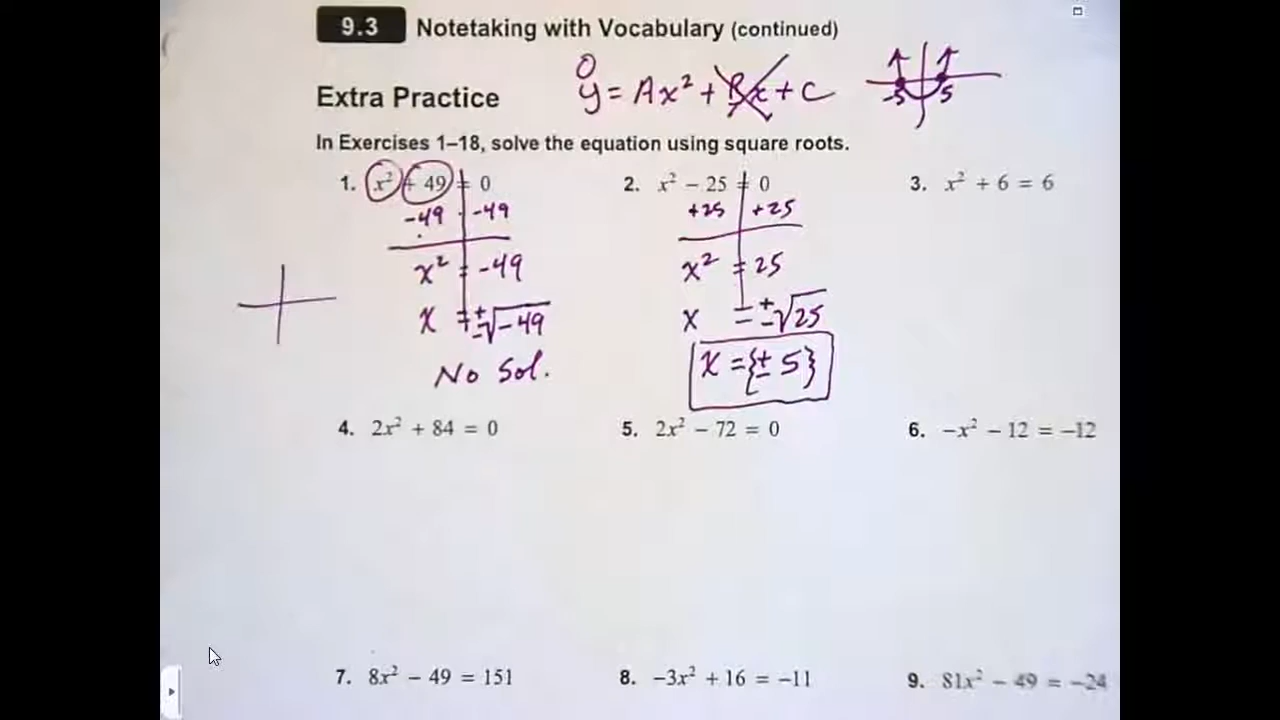 9.3 Notetaking with Vocabulary (continued)
0
y = Ax² + Bx + C
-5 5
Extra Practice
In Exercises 1–18, solve the equation using square roots.
1. x² + 49 = 0
-49 -49
x² = -49
x = ±√-49
No Sol.
2. x² − 25 = 0
+25 +25
x² = 25
x = ±√25
x = {± 5}
3. x² + 6 = 6
4. 2x² + 84 = 0
5. 2x² − 72 = 0
6. −x² − 12 = −12
7. 8x² − 49 = 151
8. −3x² + 16 = −11
9. 81x² − 49 = −24